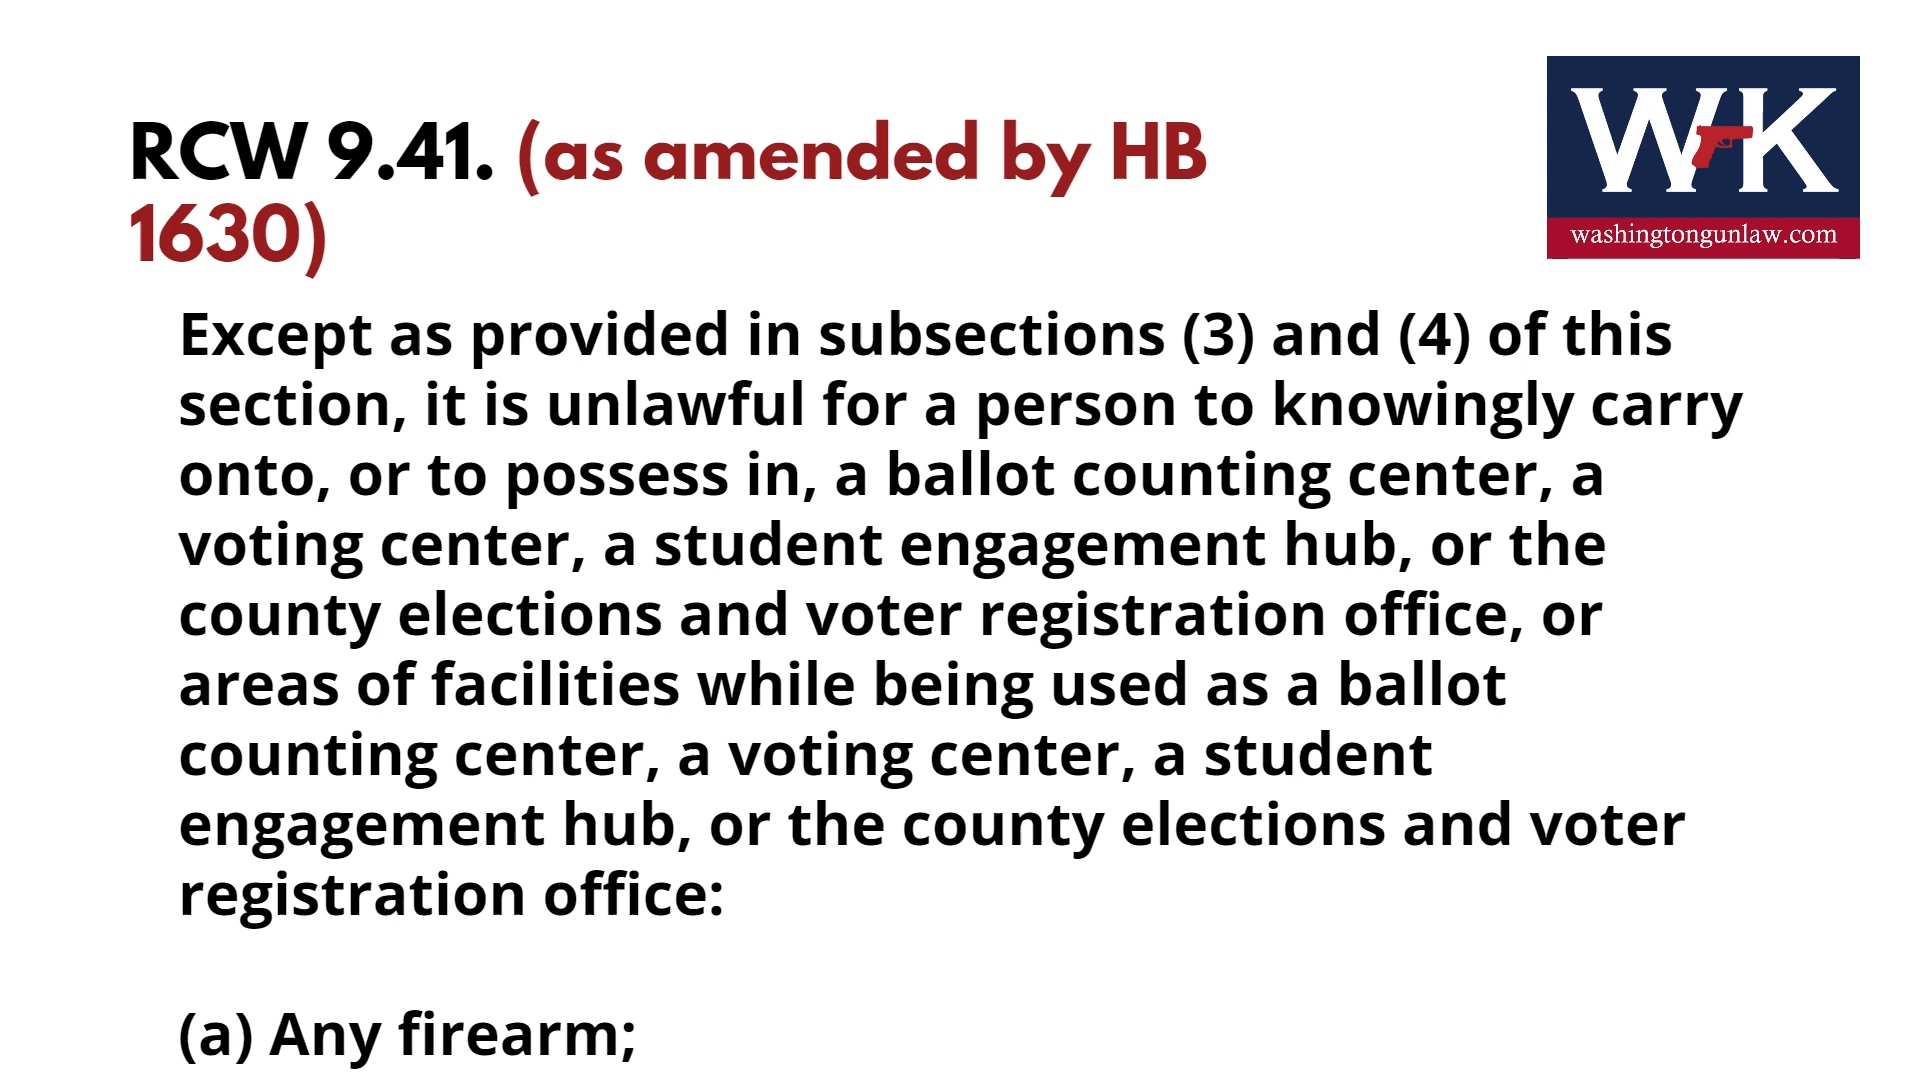 RCW 9.41. (as amended by HB
1630)
WK
washingtongunlaw.com
Except as provided in subsections (3) and (4) of this
section, it is unlawful for a person to knowingly carry
onto, or to possess in, a ballot counting center, a
voting center, a student engagement hub, or the
county elections and voter registration office, or
areas of facilities while being used as a ballot
counting center, a voting center, a student
engagement hub, or the county elections and voter
registration office:
(a) Any firearm;